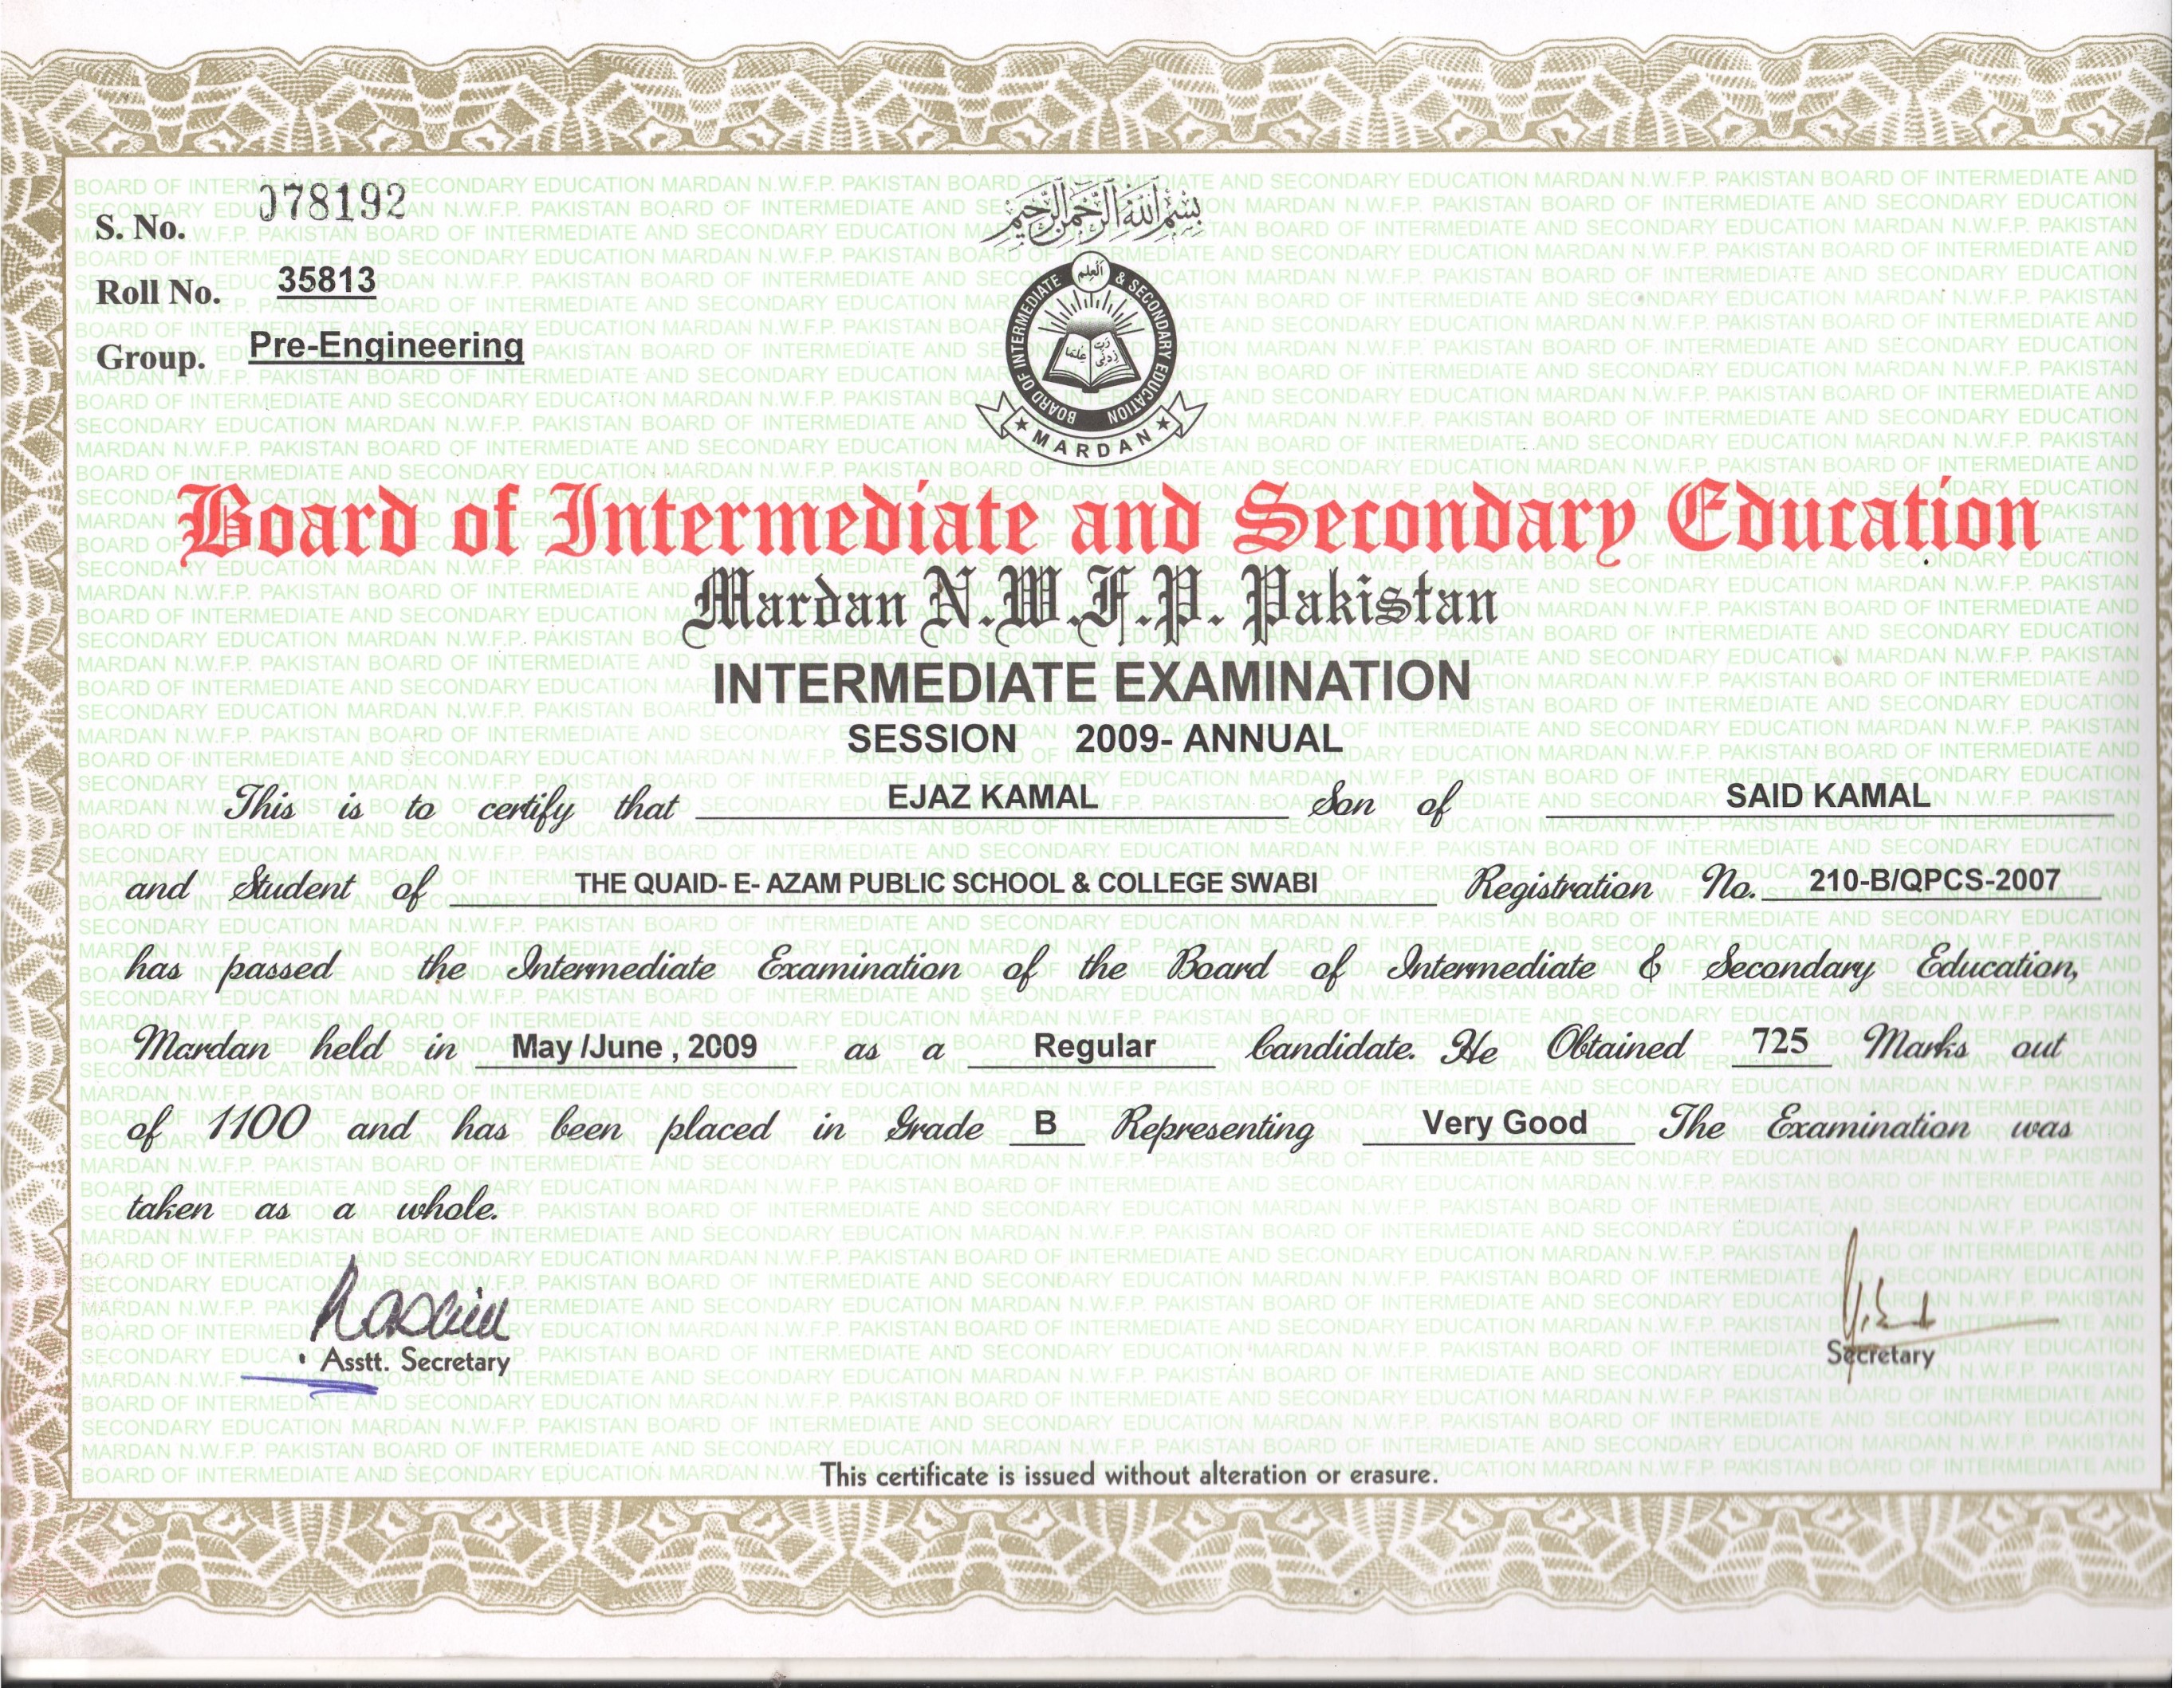 بسم الله الرحمن الرحيم
S. No. 078192
Roll No. 35813
Group. Pre-Engineering
العلم
BOARD OF INTERMEDIATE & SECONDARY EDUCATION
رب زدنی علما
MARDAN
Board of Intermediate and Secondary Education
Mardan N.W.F.P. Pakistan
INTERMEDIATE EXAMINATION
SESSION 2009- ANNUAL
This is to certify that EJAZ KAMAL Son of SAID KAMAL
and Student of THE QUAID- E- AZAM PUBLIC SCHOOL & COLLEGE SWABI Registration No. 210-B/QPCS-2007
has passed the Intermediate Examination of the Board of Intermediate & Secondary Education,
Mardan held in May /June , 2009 as a Regular Candidate. He Obtained 725 Marks out
of 1100 and has been placed in Grade B Representing Very Good The Examination was
taken as a whole.
Asstt. Secretary
Secretary
This certificate is issued without alteration or erasure.